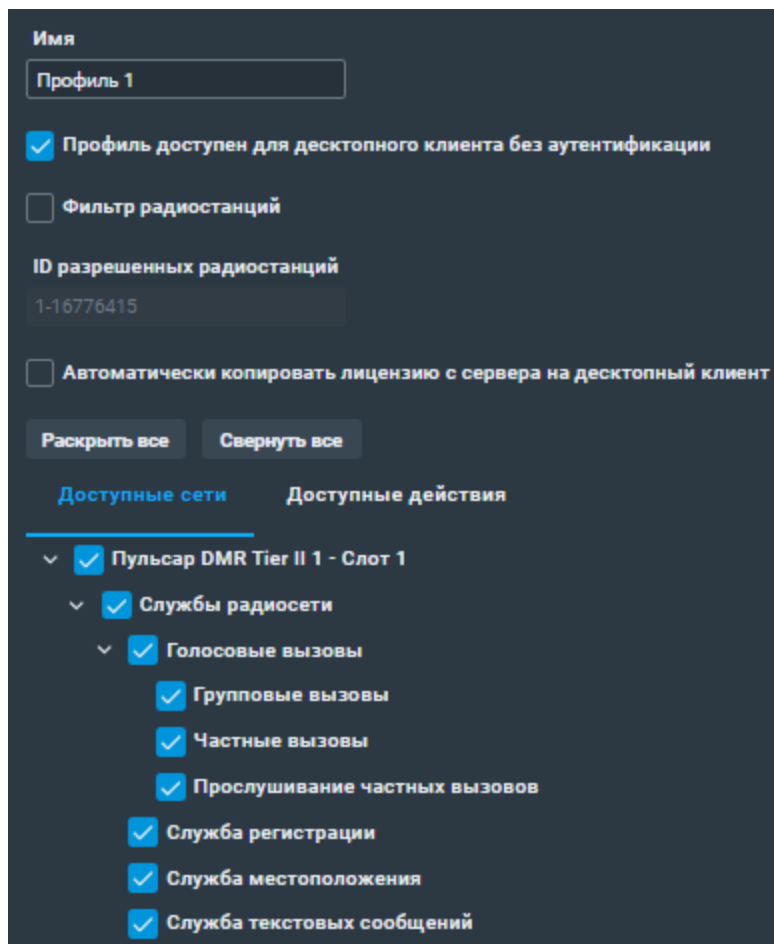 Имя
Профиль 1
Профиль доступен для десктопного клиента без аутентификации
Фильтр радиостанций
ID разрешенных радиостанций
1-16776415
Автоматически копировать лицензию с сервера на десктопный клиент
Раскрыть все Свернуть все
Доступные сети Доступные действия
Пульсар DMR Tier II 1 - Слот 1
Службы радиосети
Голосовые вызовы
Групповые вызовы
Частные вызовы
Прослушивание частных вызовов
Служба регистрации
Служба местоположения
Служба текстовых сообщений